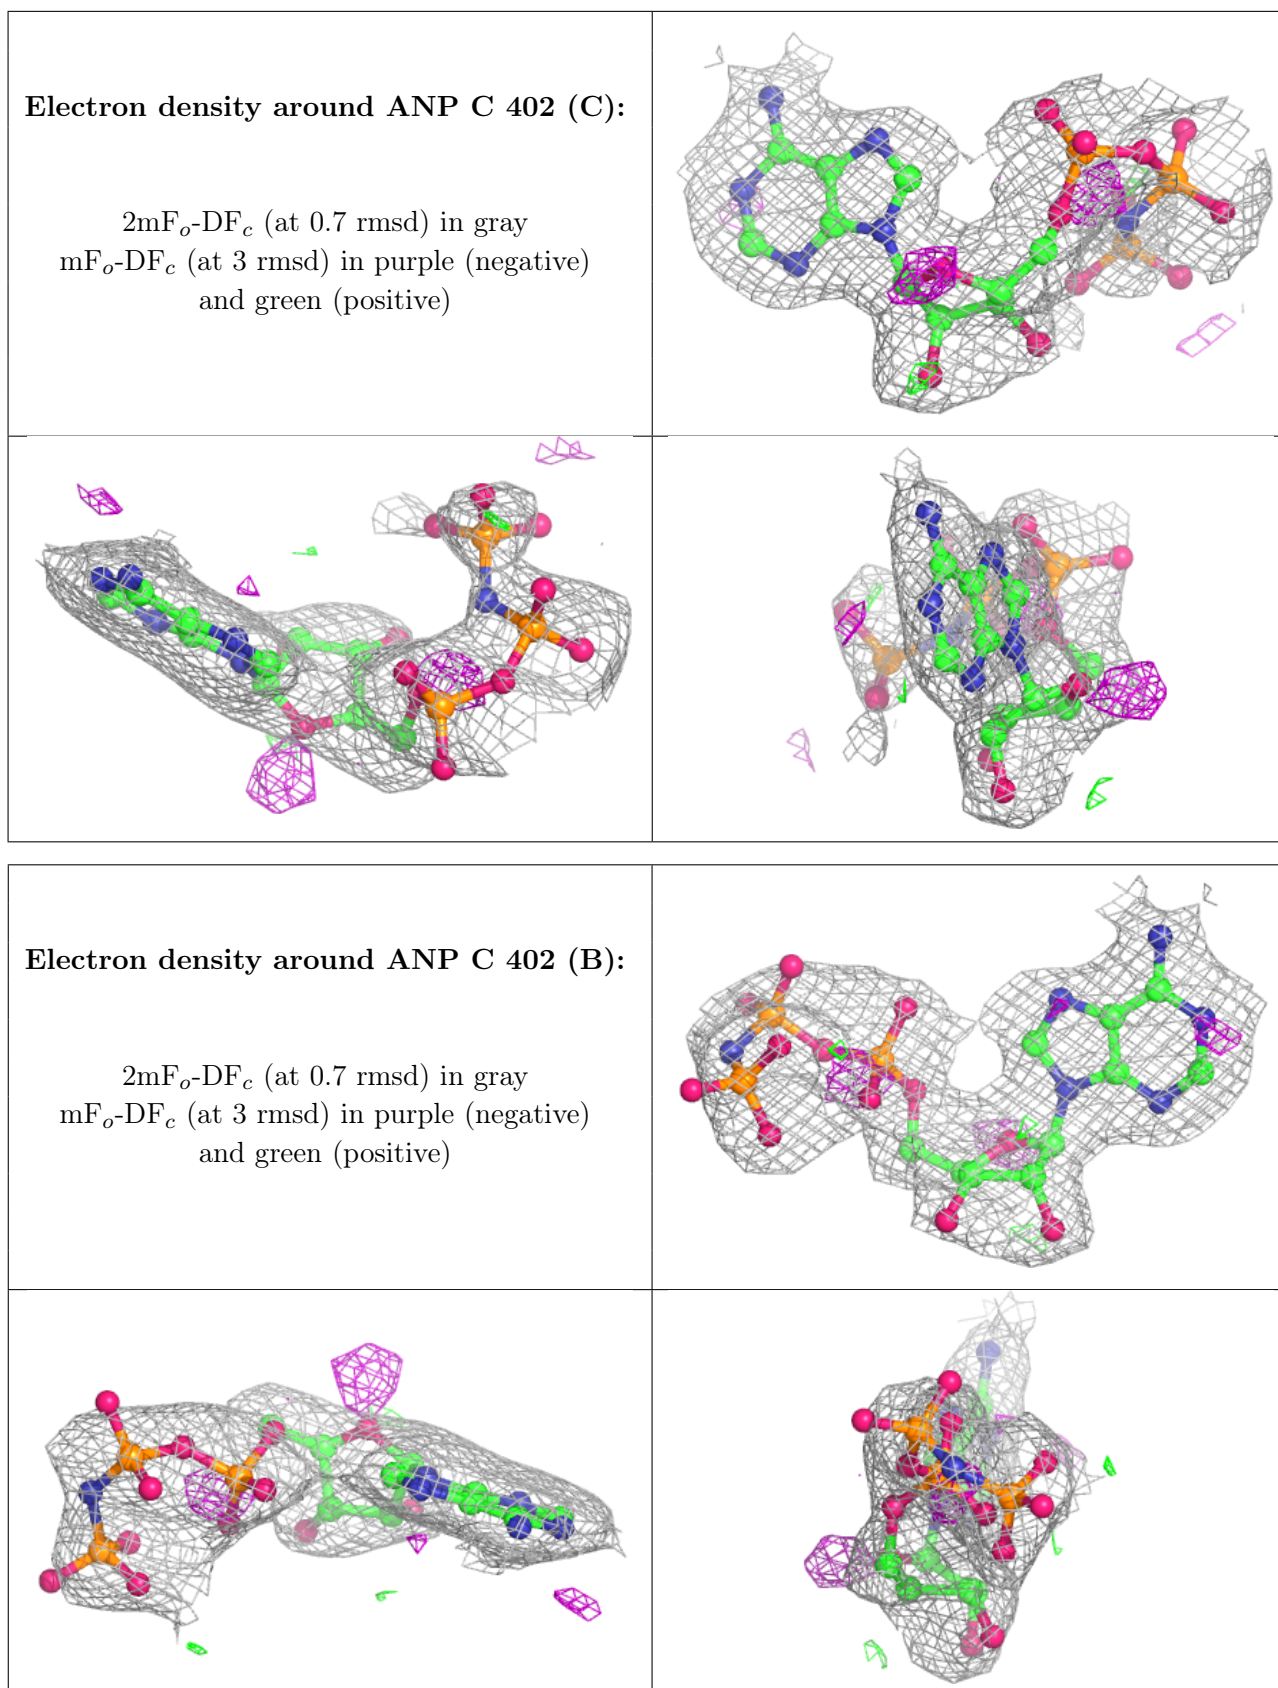 Electron density around ANP C 402 (C):
2mFo-DFc (at 0.7 rmsd) in gray
mFo-DFc (at 3 rmsd) in purple (negative)
and green (positive)
Electron density around ANP C 402 (B):
2mFo-DFc (at 0.7 rmsd) in gray
mFo-DFc (at 3 rmsd) in purple (negative)
and green (positive)